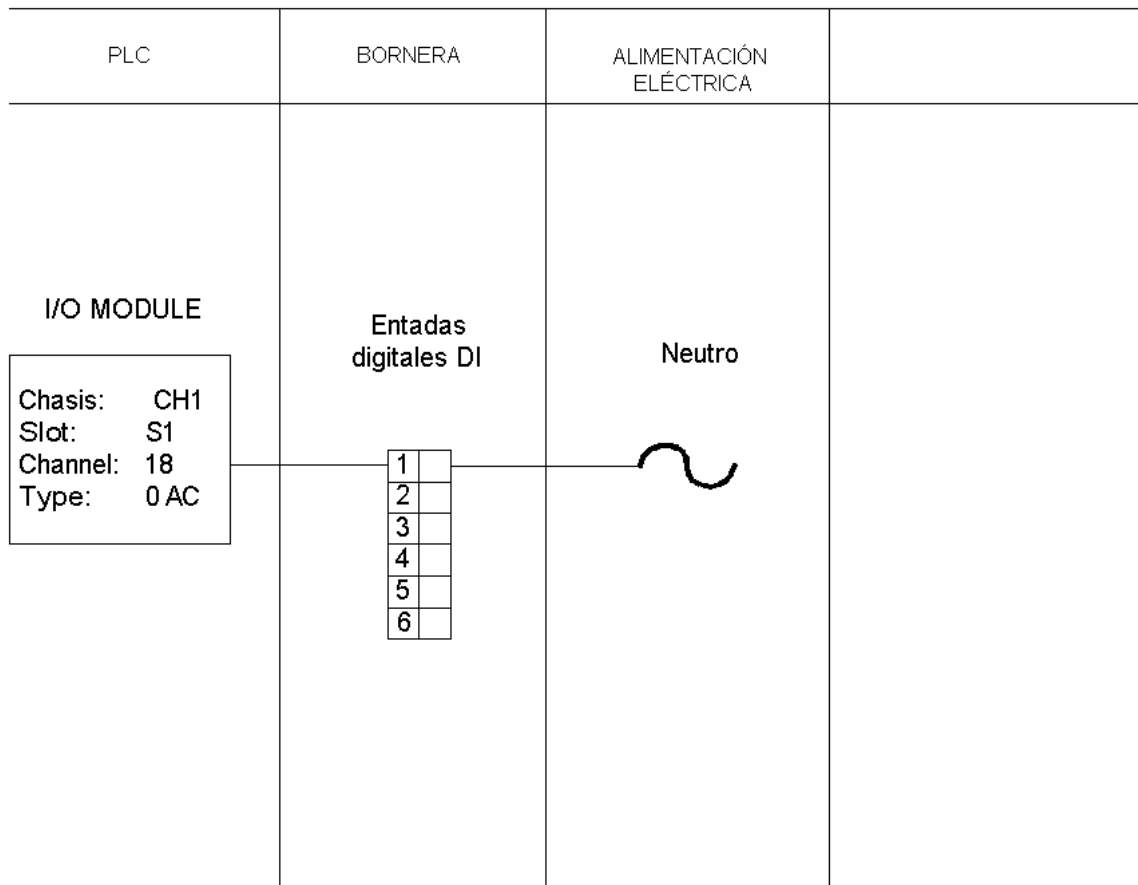 PLC
BORNERA
ALIMENTACIÓN
ELÉCTRICA
I/O MODULE
Chasis: CH1
Slot: S1
Channel: 18
Type: 0 AC
Entadas
digitales DI
1
2
3
4
5
6
Neutro